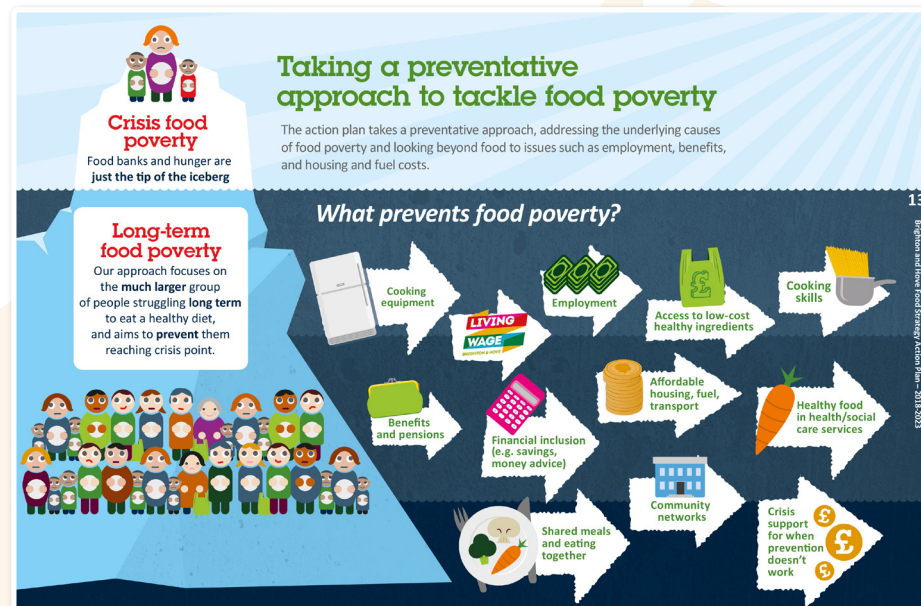 Taking a preventative
approach to tackle food poverty
The action plan takes a preventative approach, addressing the underlying causes
of food poverty and looking beyond food to issues such as employment, benefits,
and housing and fuel costs.
Crisis food
poverty
Food banks and hunger are
just the tip of the iceberg
Long-term
food poverty
Our approach focuses on
the much larger group
of people struggling long term
to eat a healthy diet,
and aims to prevent them
reaching crisis point.
What prevents food poverty?
Cooking
equipment
LIVING
WAGE
BRIGHTON & HOVE
Employment
£
Access to low-cost
healthy ingredients
Cooking
skills
Benefits
and pensions
Financial inclusion
(e.g. savings,
money advice)
Affordable
housing, fuel,
transport
Healthy food
in health/social
care services
Shared meals
and eating
together
Community
networks
Crisis
support
for when
prevention
doesn't
work
£
£
£
13
Brighton and Hove Food Strategy Action Plan – 2018-2023